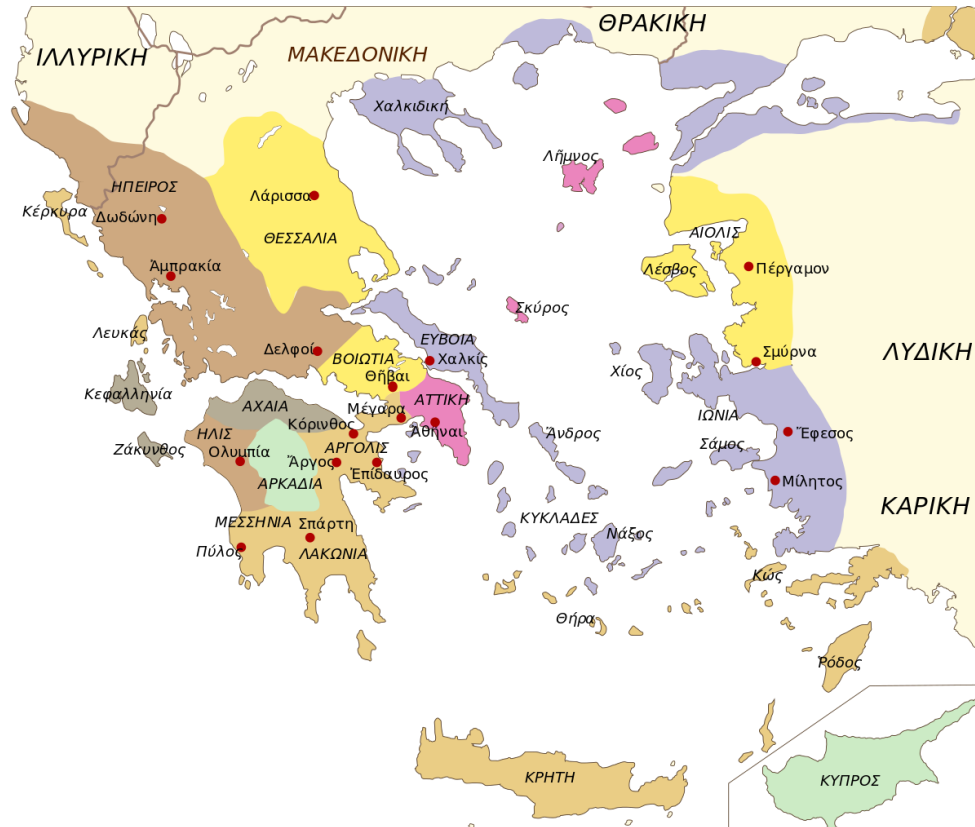 ΘΡΑΚΙΚΗ
ΙΛΛΥΡΙΚΗ
ΜΑΚΕΔΟΝΙΚΗ
Χαλκιδική
Λῆμνος
ΗΠΕΙΡΟΣ
Λάρισσα
Κέρκυρα
Δωδώνη
ΘΕΣΣΑΛΙΑ
ΑΙΟΛΙΣ
Ἀμπρακία
Λέσβος
Πέργαμον
Σκύρος
Λευκάς
ΕΥΒΟΙΑ
Δελφοί
ΒΟΙΩΤΙΑ
Χαλκίς
Σμύρνα
ΛΥΔΙΚΗ
Θῆβαι
Χίος
Κεφαλληνία
ΑΤΤΙΚΗ
ΑΧΑΙΑ
Μέγαρα
ΙΩΝΙΑ
Κόρινθος
Ἀθῆναι
ΗΛΙΣ
Ἄνδρος
Ἔφεσος
Ζάκυνθος
Ολυμπία
ΑΡΓΟΛΙΣ
Σάμος
Ἄργος
Ἐπίδαυρος
ΑΡΚΑΔΙΑ
Μίλητος
ΚΑΡΙΚΗ
ΜΕΣΣΗΝΙΑ
Σπάρτη
ΚΥΚΛΑΔΕΣ
Νάξος
Πύλος
ΛΑΚΩΝΙΑ
Κώς
Θήρα
Ῥόδος
ΚΡΗΤΗ
ΚΥΠΡΟΣ